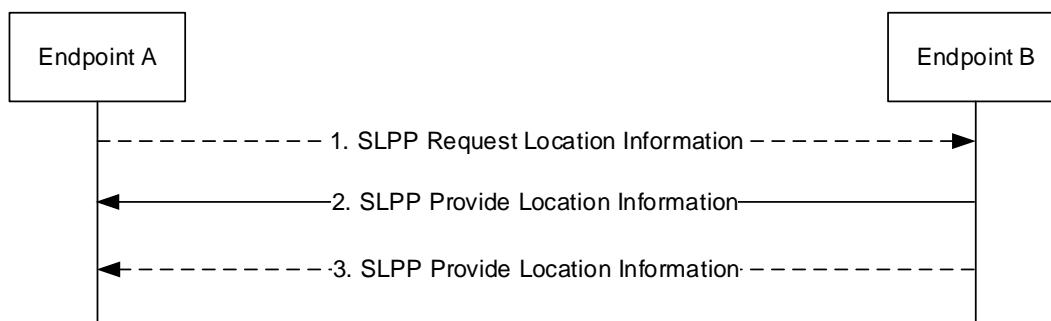 Endpoint A
Endpoint B
1. SLPP Request Location Information
2. SLPP Provide Location Information
3. SLPP Provide Location Information